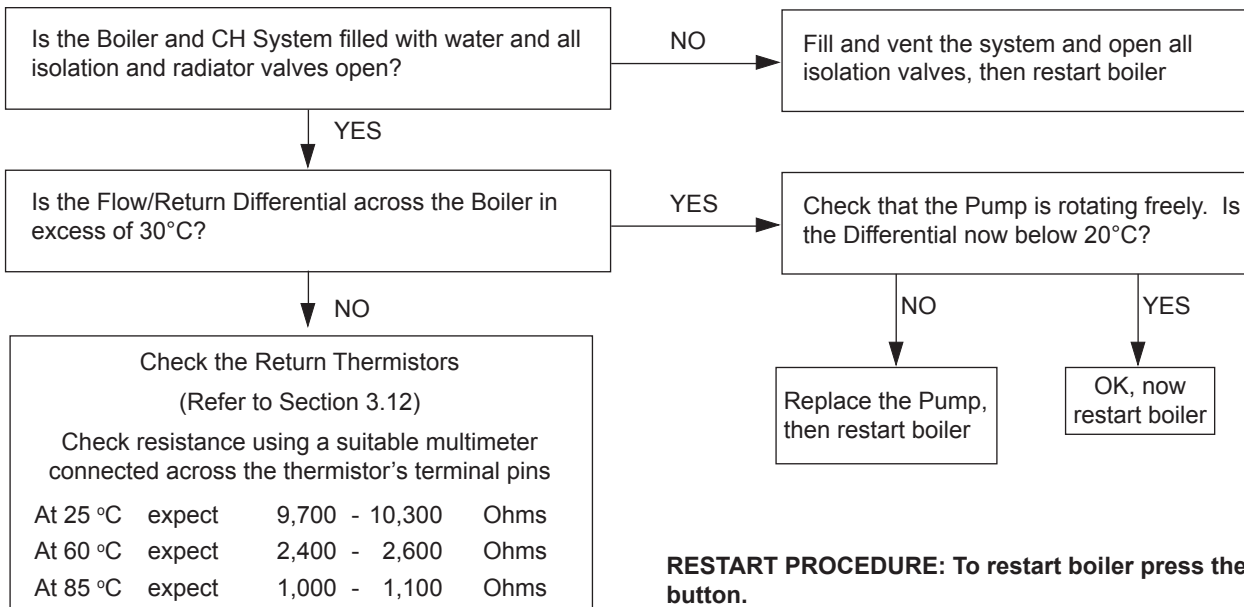 Is the Boiler and CH System filled with water and all
isolation and radiator valves open?
NO
Fill and vent the system and open all
isolation valves, then restart boiler
YES
Is the Flow/Return Differential across the Boiler in
excess of 30°C?
YES
Check that the Pump is rotating freely.  Is
the Differential now below 20°C?
NO
NO
YES
Check the Return Thermistors
(Refer to Section 3.12)
Check resistance using a suitable multimeter
connected across the thermistor's terminal pins
At 25 °C expect 9,700 - 10,300 Ohms
At 60 °C expect 2,400 - 2,600 Ohms
At 85 °C expect 1,000 - 1,100 Ohms
Replace the Pump,
then restart boiler
OK, now
restart boiler
RESTART PROCEDURE: To restart boiler press the
button.